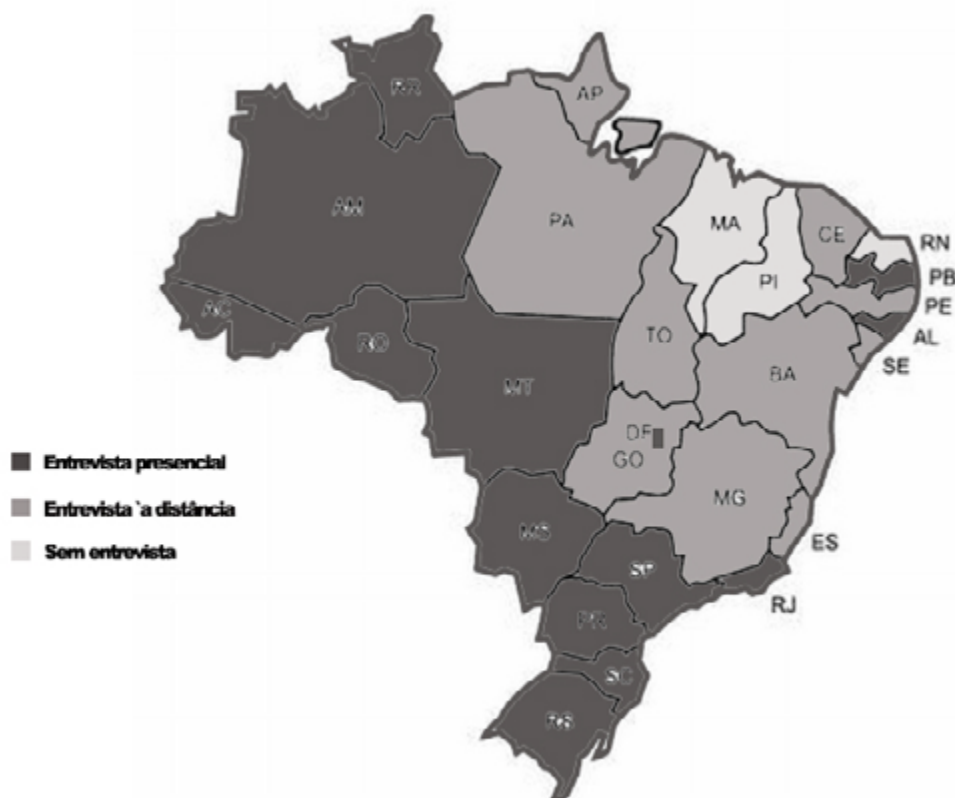 RR
AP
AM
PA
MA
CE
RN
PB
PI
PE
AC
AL
RO
TO
SE
MT
BA
DF
GO
Entrevista presencial
MG
Entrevista `a distância
MS
ES
Sem entrevista
SP
RJ
PR
SC
RS